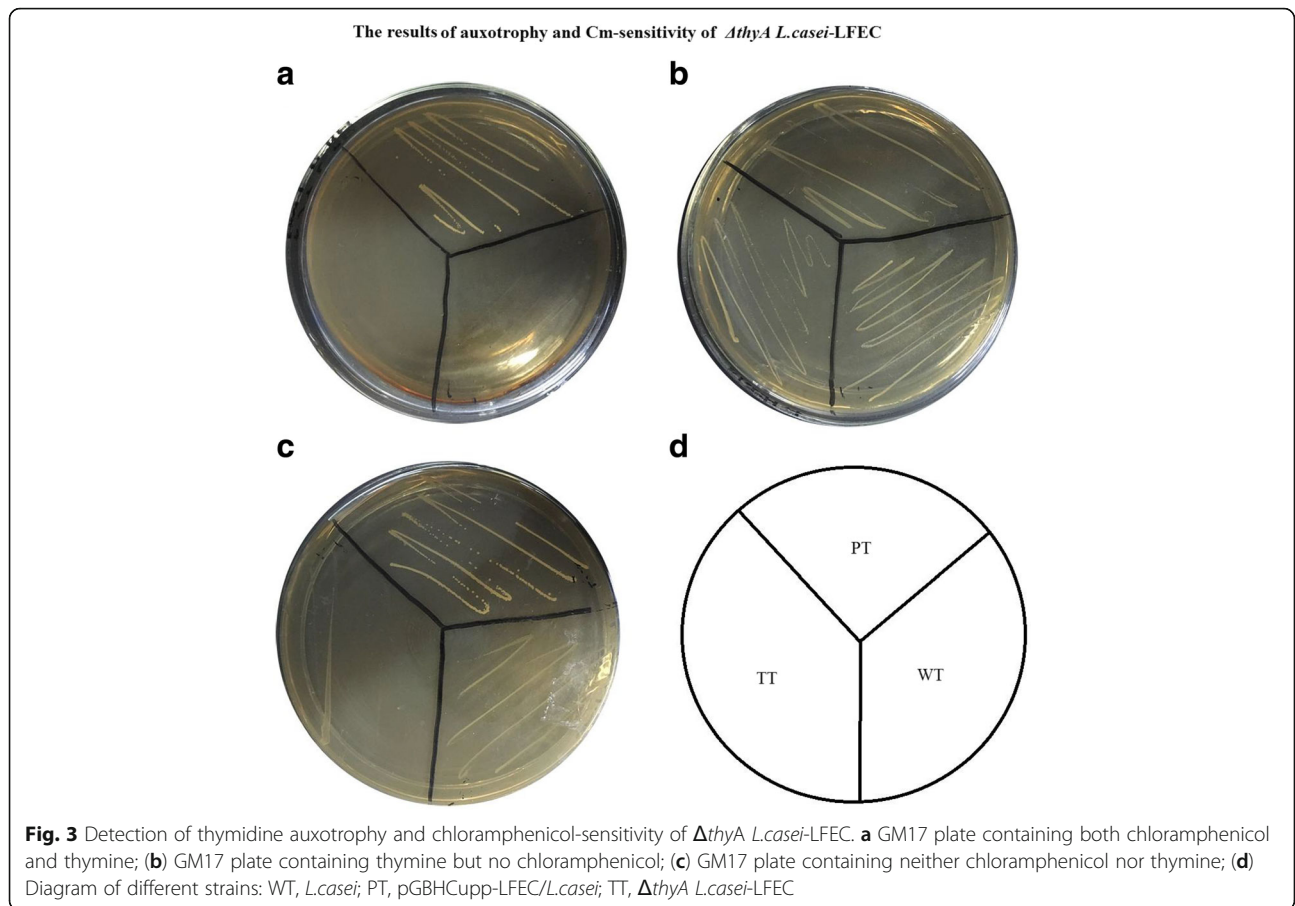 The results of auxotrophy and Cm-sensitivity of ΔthyA L.casei-LFEC
a
b
c
d
PT
TT
WT
Fig. 3 Detection of thymidine auxotrophy and chloramphenicol-sensitivity of ΔthyA L.casei-LFEC. a GM17 plate containing both chloramphenicol
and thymine; (b) GM17 plate containing thymine but no chloramphenicol; (c) GM17 plate containing neither chloramphenicol nor thymine; (d)
Diagram of different strains: WT, L.casei; PT, pGBHCupp-LFEC/L.casei; TT, ΔthyA L.casei-LFEC